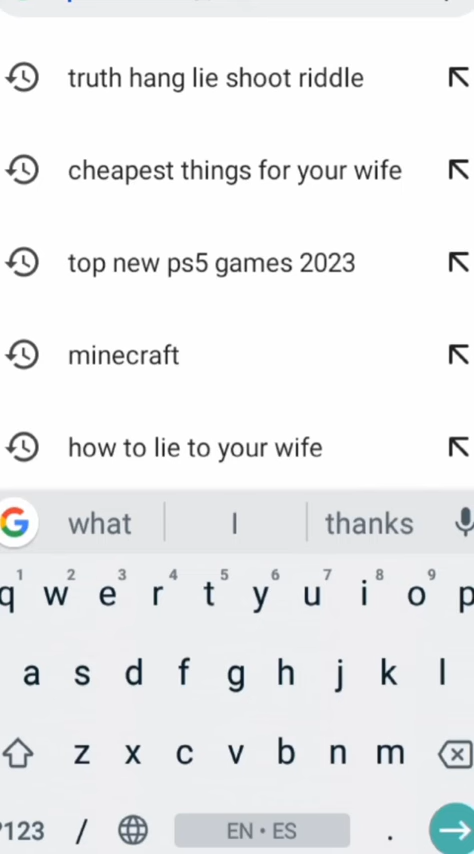 truth hang lie shoot riddle
cheapest things for your wife
top new ps5 games 2023
minecraft
how to lie to your wife
G what I thanks
1 2 3 4 5 6 7 8 9
q w e r t y u i o p
a s d f g h j k l
z x c v b n m
?123 / EN • ES .